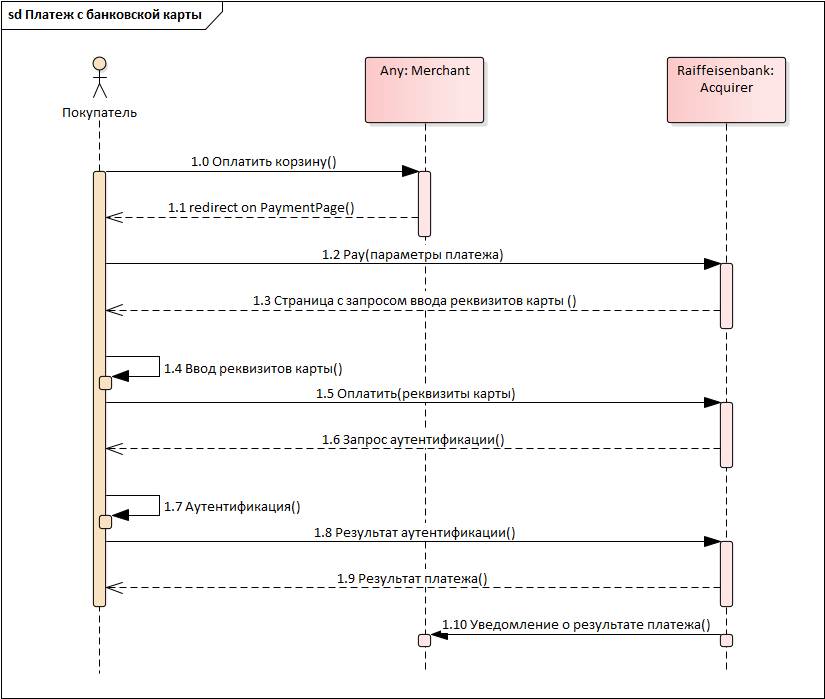 sd Платеж с банковской карты
Any: Merchant
Raiffeisenbank:
Acquirer
Покупатель
1.0 Оплатить корзину()
1.1 redirect on PaymentPage()
1.2 Pay(параметры платежа)
1.3 Страница с запросом ввода реквизитов карты ()
1.4 Ввод реквизитов карты()
1.5 Оплатить(реквизиты карты)
1.6 Запрос аутентификации()
1.7 Аутентификация()
1.8 Результат аутентификации()
1.9 Результат платежа()
1.10 Уведомление о результате платежа()